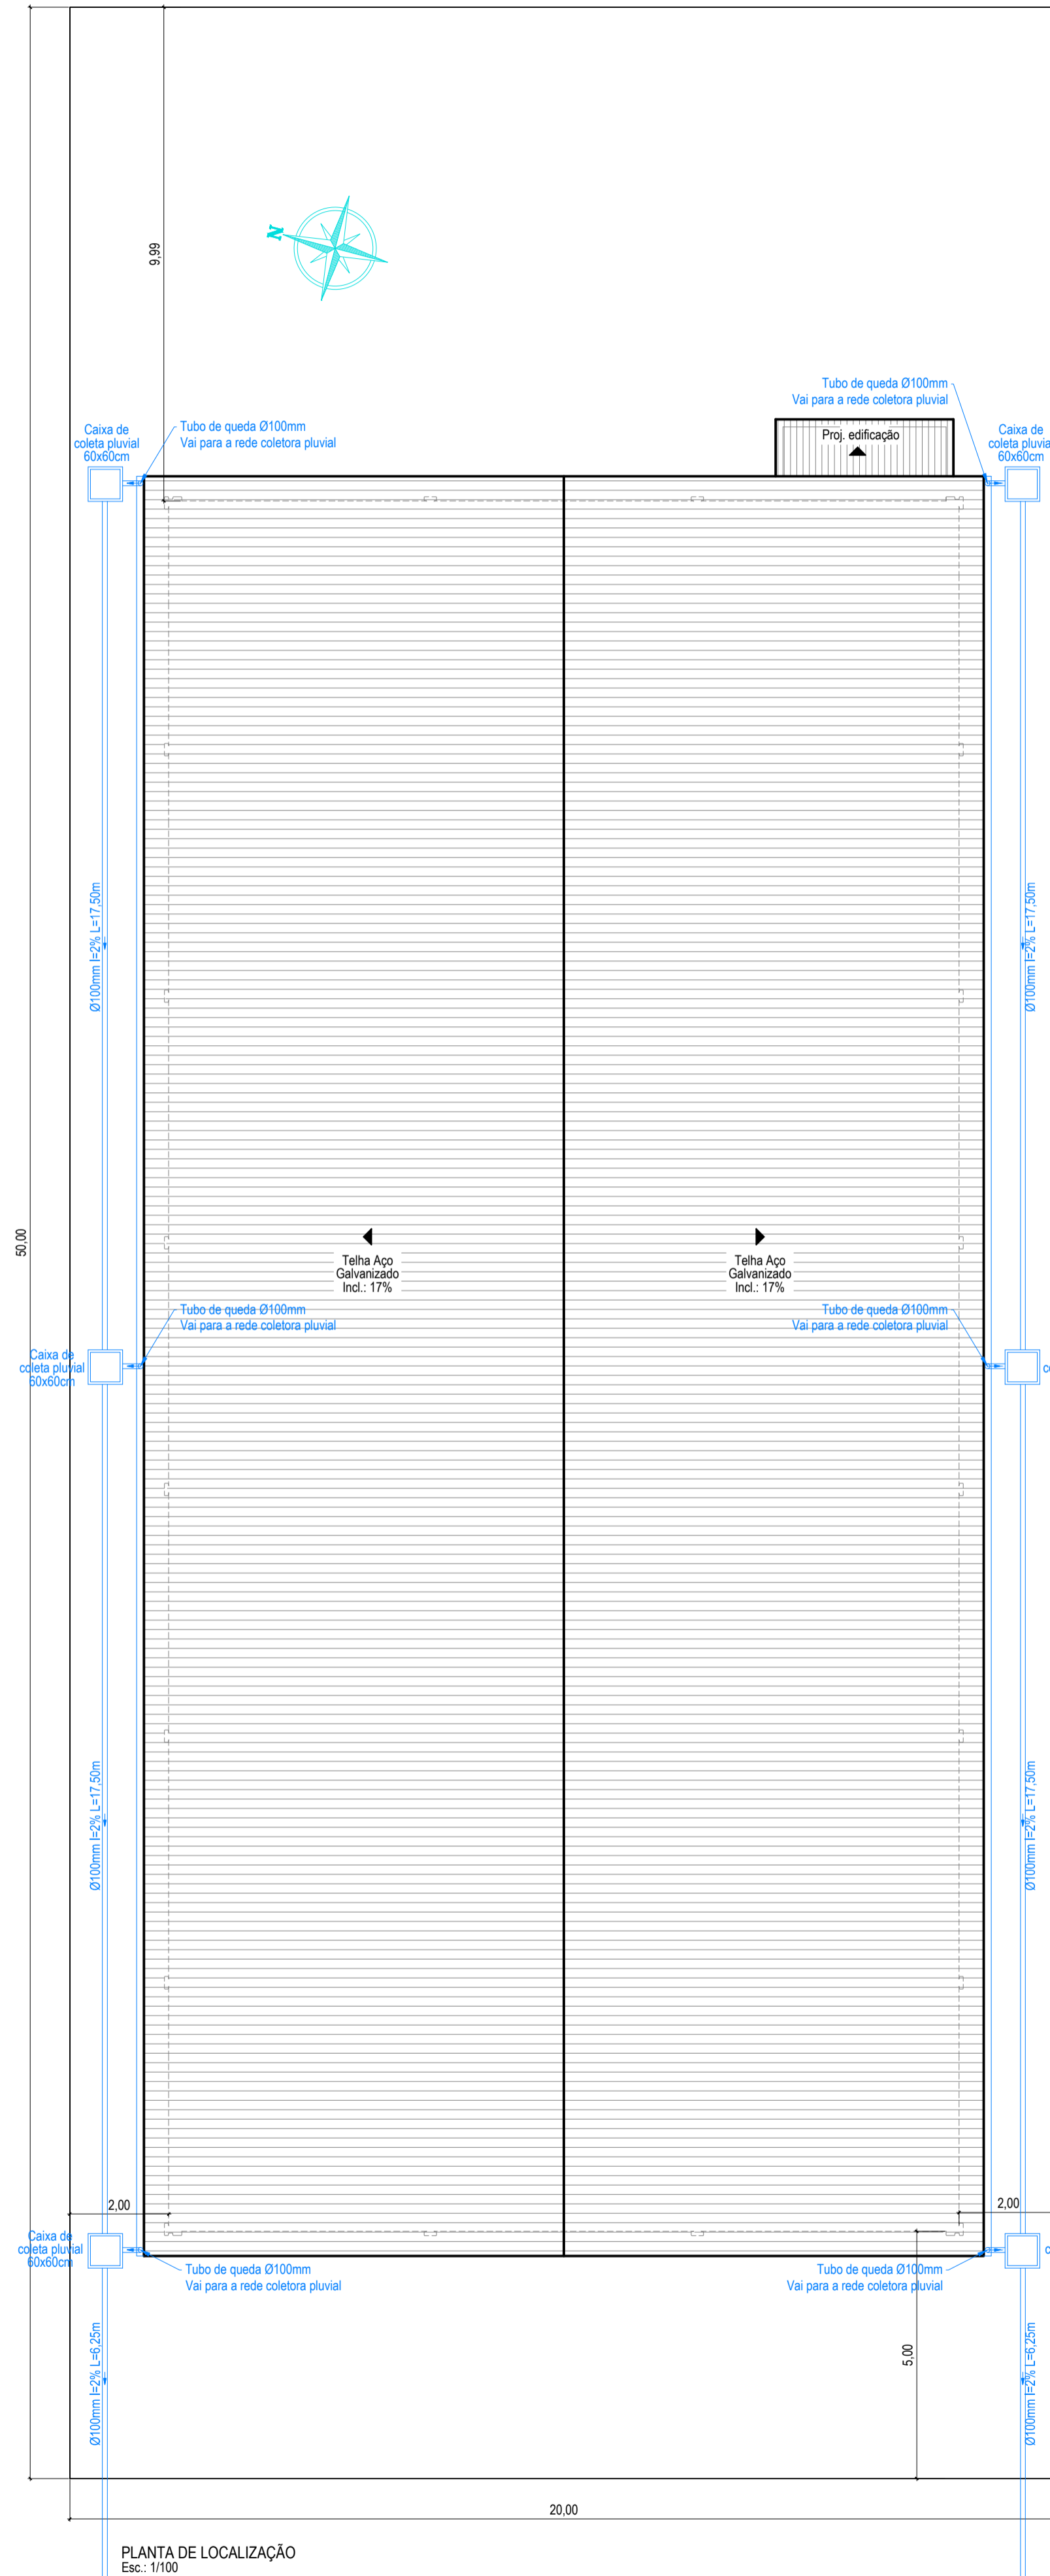 9,99
N
Tubo de queda Ø100mm
Vai para a rede coletora pluvial
Caixa de
coleta pluvial
60x60cm
Tubo de queda Ø100mm
Vai para a rede coletora pluvial
Proj. edificação
Caixa de
coleta pluvia
60x60cm
Ø100mm I=2% L=17,50m
Ø100mm I=2% L=17,50m
50,00
Telha Aço
Galvanizado
Incl.: 17%
Telha Aço
Galvanizado
Incl.: 17%
Tubo de queda Ø100mm
Vai para a rede coletora pluvial
Tubo de queda Ø100mm
Vai para a rede coletora pluvial
Caixa de
coleta pluvial
60x60cm
c
Ø100mm I=2% L=17,50m
Ø100mm I=2% L=17,50m
2,00
2,00
Caixa de
coleta pluvial
60x60cm
c
Tubo de queda Ø100mm
Vai para a rede coletora pluvial
Tubo de queda Ø100mm
Vai para a rede coletora pluvial
Ø100mm I=2% L=6,25m
5,00
Ø100mm I=2% L=6,25m
20,00
PLANTA DE LOCALIZAÇÃO
Esc.: 1/100